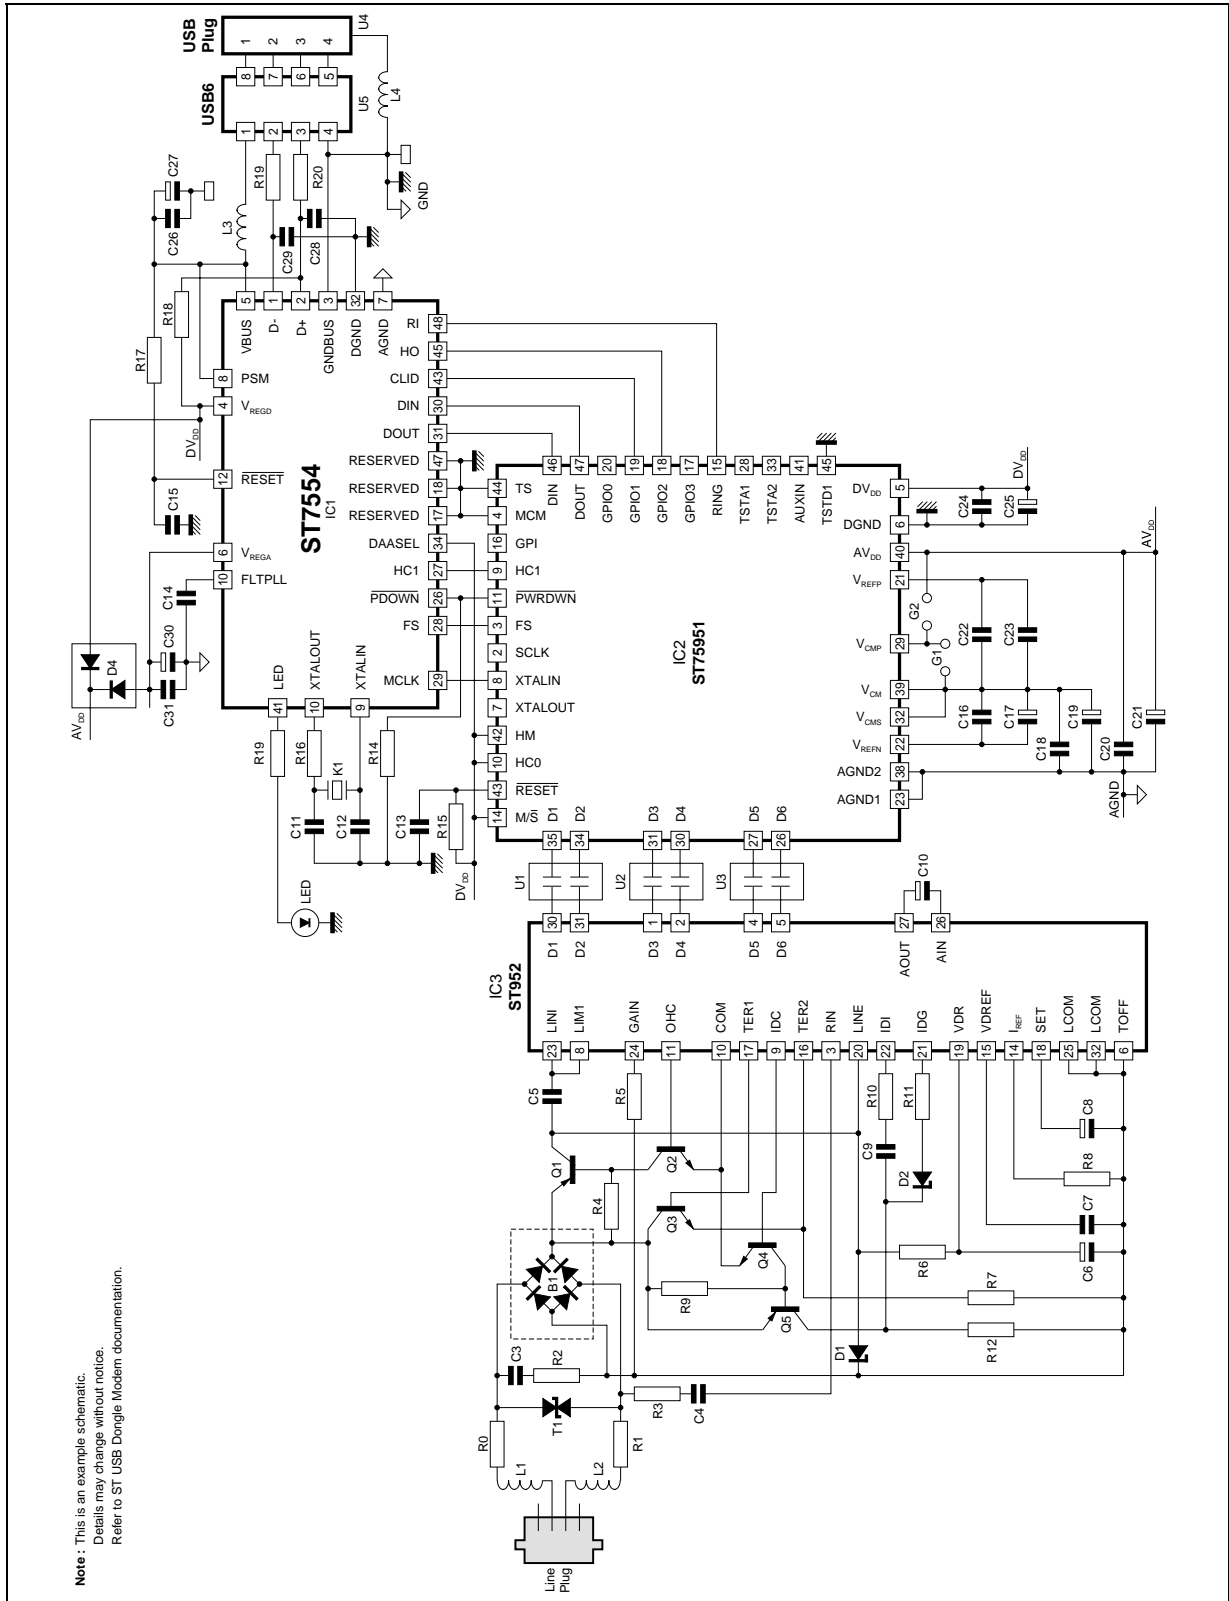 Note : This is an example schematic.
Details may change without notice.
Refer to ST USB Dongle Modem documentation.
USB
Plug
U4
1
2
3
4
8
7
6
5
USB6
U5
1
2
3
4
L4
GND
C27
C26
L3
R19
R20
C29
C28
R18
R17
5
1
2
3
32
7
VBUS
D-
D+
GNDBUS
DGND
AGND
8
PSM
4
VREGD
DVDD
12
RESET
C15
6
VREGA
10
FLTPLL
C14
C30
C31
D4
AVDD
ST7554
IC1
RI
48
HO
45
CLID
43
DIN
30
DOUT
31
RESERVED
47
RESERVED
18
RESERVED
17
DAASEL
34
HC1
27
PDOWN
26
FS
28
MCLK
29
LED
41
XTALOUT
10
XTALIN
9
R19
R16
K1
R14
C11
C12
C13
R15
DVDD
LED
44
TS
4
MCM
16
GPI
9
HC1
11
PWRDWN
3
FS
2
SCLK
8
XTALIN
7
XTALOUT
42
HM
10
HC0
43
RESET
14
M/S
IC2
ST75951
46
DIN
47
DOUT
20
GPIO0
19
GPIO1
18
GPIO2
17
GPIO3
15
RING
28
TSTA1
33
TSTA2
41
AUXIN
45
TSTD1
DVDD
5
DGND
6
AVDD
40
VREFP
21
VCMP
29
VCM
39
VCMS
32
VREFN
22
AGND2
38
AGND1
23
C24
C25
DVDD
AVDD
G2
G1
C22
C23
C16
C17
C18
C19
C20
C21
AGND
D1
35
D2
34
D3
31
D4
30
D5
27
D6
26
U1
U2
U3
30
31
1
2
4
5
D1
D2
D3
D4
D5
D6
27
AOUT
26
AIN
C10
IC3
ST952
LINI
23
LIM1
8
GAIN
24
OHC
11
COM
10
TER1
17
IDC
9
TER2
16
RIN
3
LINE
20
IDI
22
IDG
21
VDR
19
VDREF
15
IREF
14
SET
18
LCOM
25
LCOM
32
TOFF
6
C5
R5
Q1
Q2
R4
Q3
Q4
R9
Q5
R10
C9
R11
D2
R6
C6
C7
R8
C8
R7
R12
D1
B1
C3
R2
T1
R3
C4
R0
R1
L1
L2
Line
Plug